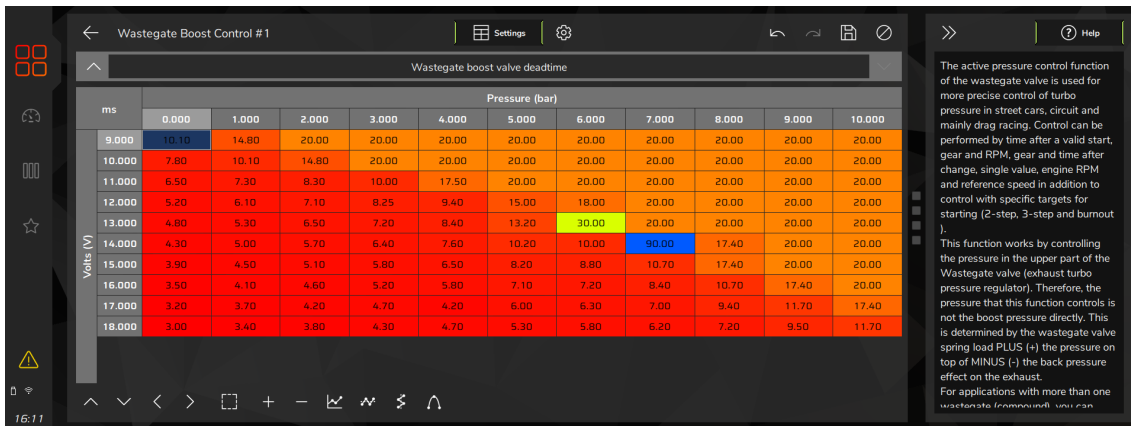 Wastegate Boost Control #1
Settings
Help
Wastegate boost valve deadtime
ms
Pressure (bar)
0.000 1.000 2.000 3.000 4.000 5.000 6.000 7.000 8.000 9.000 10.000
Volts (V)
9.000 10.10 14.80 20.00 20.00 20.00 20.00 20.00 20.00 20.00 20.00 20.00
10.000 7.80 10.10 14.80 20.00 20.00 20.00 20.00 20.00 20.00 20.00 20.00
11.000 6.50 7.30 8.30 10.00 17.50 20.00 20.00 20.00 20.00 20.00 20.00
12.000 5.20 6.10 7.10 8.25 9.40 15.00 18.00 20.00 20.00 20.00 20.00
13.000 4.80 5.30 6.50 7.20 8.40 13.20 30.00 20.00 20.00 20.00 20.00
14.000 4.30 5.00 5.70 6.40 7.60 10.20 10.00 90.00 17.40 20.00 20.00
15.000 3.90 4.50 5.10 5.80 6.50 8.20 8.80 10.70 17.40 20.00 20.00
16.000 3.50 4.10 4.60 5.20 5.80 7.10 7.20 8.40 10.70 17.40 20.00
17.000 3.20 3.70 4.20 4.70 4.20 6.00 6.30 7.00 9.40 11.70 17.40
18.000 3.00 3.40 3.80 4.30 4.70 5.30 5.80 6.20 7.20 9.50 11.70
16:11
The active pressure control function
of the wastegate valve is used for
more precise control of turbo
pressure in street cars, circuit and
mainly drag racing. Control can be
performed by time after a valid start,
gear and RPM, gear and time after
change, single value, engine RPM
and reference speed in addition to
control with specific targets for
starting (2-step, 3-step and burnout
).
This function works by controlling
the pressure in the upper part of the
Wastegate valve (exhaust turbo
pressure regulator). Therefore, the
pressure that this function controls is
not the boost pressure directly. This
is determined by the wastegate valve
spring load PLUS (+) the pressure on
top of MINUS (-) the back pressure
effect on the exhaust.
For applications with more than one
wastegate (compound), you can